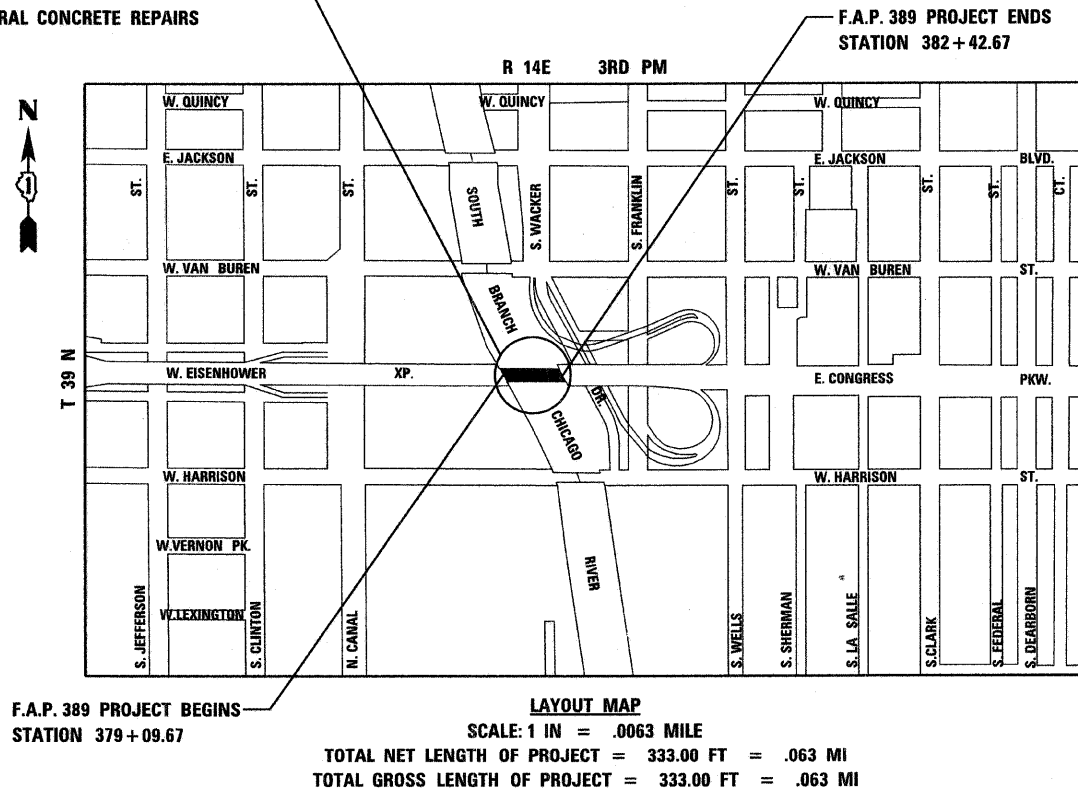 RAL CONCRETE REPAIRS
F.A.P. 389 PROJECT ENDS
STATION 382+42.67
R 14E 3RD PM
N
1
W. QUINCY
W. QUINCY
W. QUINCY
E. JACKSON
E. JACKSON
BLVD.
ST.
ST.
ST.
SOUTH
S. WACKER
S. FRANKLIN
ST.
ST.
ST.
ST.
CT.
W. VAN BUREN
W. VAN BUREN
ST.
BRANCH
T 39 N
W. EISENHOWER
XP.
E. CONGRESS
PKW.
DR.
CHICAGO
W. HARRISON
W. HARRISON
ST.
W.VERNON PK.
RIVER
W.LEXINGTON
S. JEFFERSON
S. CLINTON
N. CANAL
S. WELLS
S. SHERMAN
S. LA SALLE
S.CLARK
S. FEDERAL
S. DEARBORN
F.A.P. 389 PROJECT BEGINS
STATION 379+09.67
LAYOUT MAP
SCALE: 1 IN = .0063 MILE
TOTAL NET LENGTH OF PROJECT = 333.00 FT = .063 MI
TOTAL GROSS LENGTH OF PROJECT = 333.00 FT = .063 MI